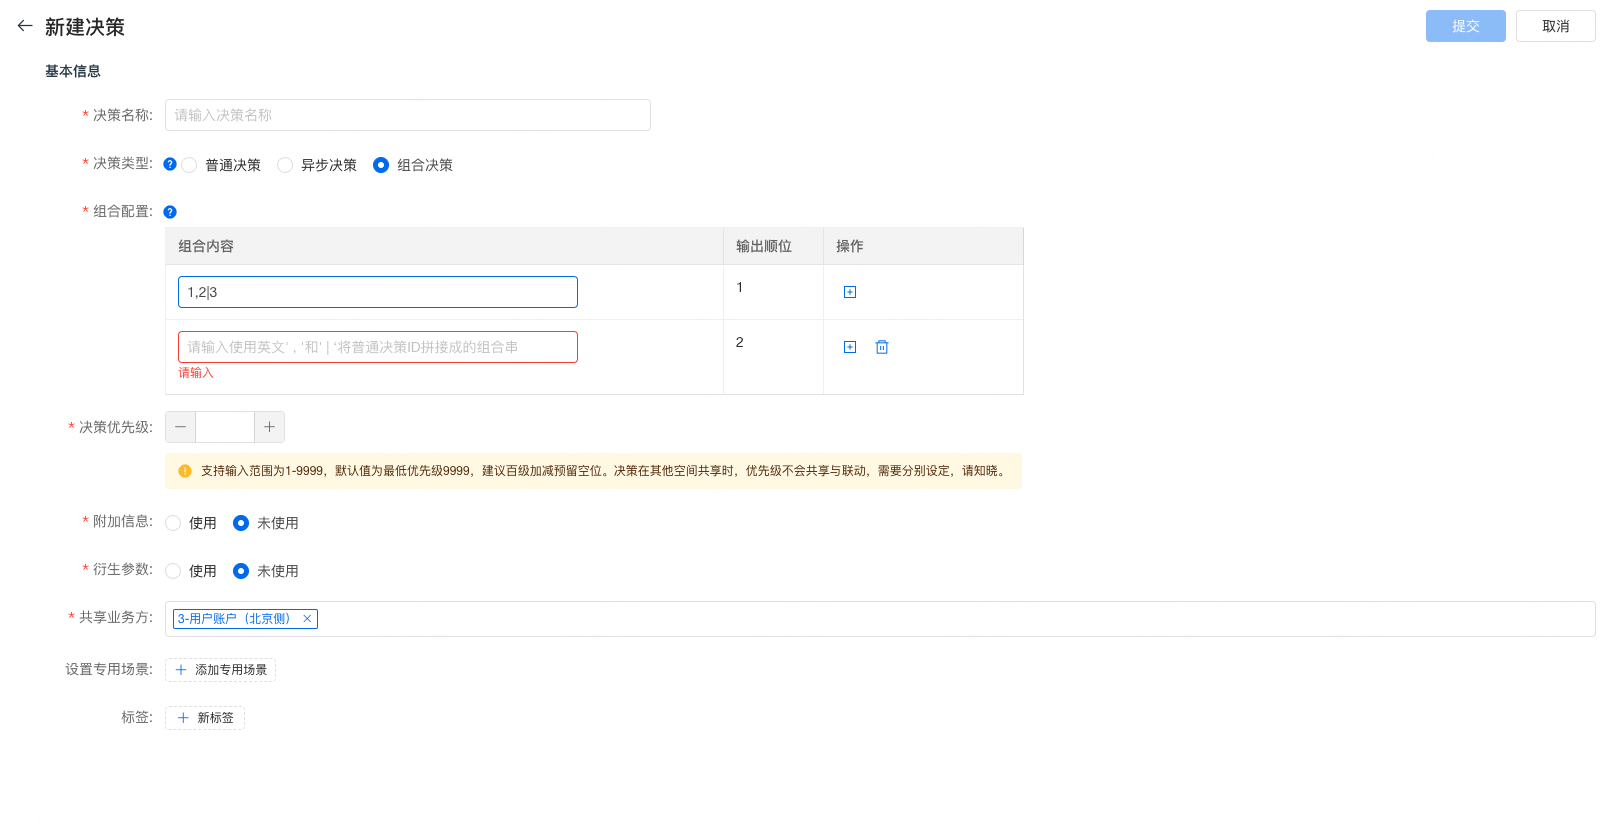 新建决策
提交
取消
基本信息
* 决策名称:
请输入决策名称
* 决策类型:
? 普通决策 异步决策 组合决策
* 组合配置: ?
组合内容 输出顺位 操作
1,2|3
1
请输入使用英文' , '和' | '将普通决策ID拼接成的组合串
2
请输入
* 决策优先级:
支持输入范围为1-9999，默认值为最低优先级9999，建议百级加减预留空位。决策在其他空间共享时，优先级不会共享与联动，需要分别设定，请知晓。
* 附加信息: 使用 未使用
* 衍生参数: 使用 未使用
* 共享业务方: 3-用户账户（北京侧）
设置专用场景: 添加专用场景
标签: 新标签